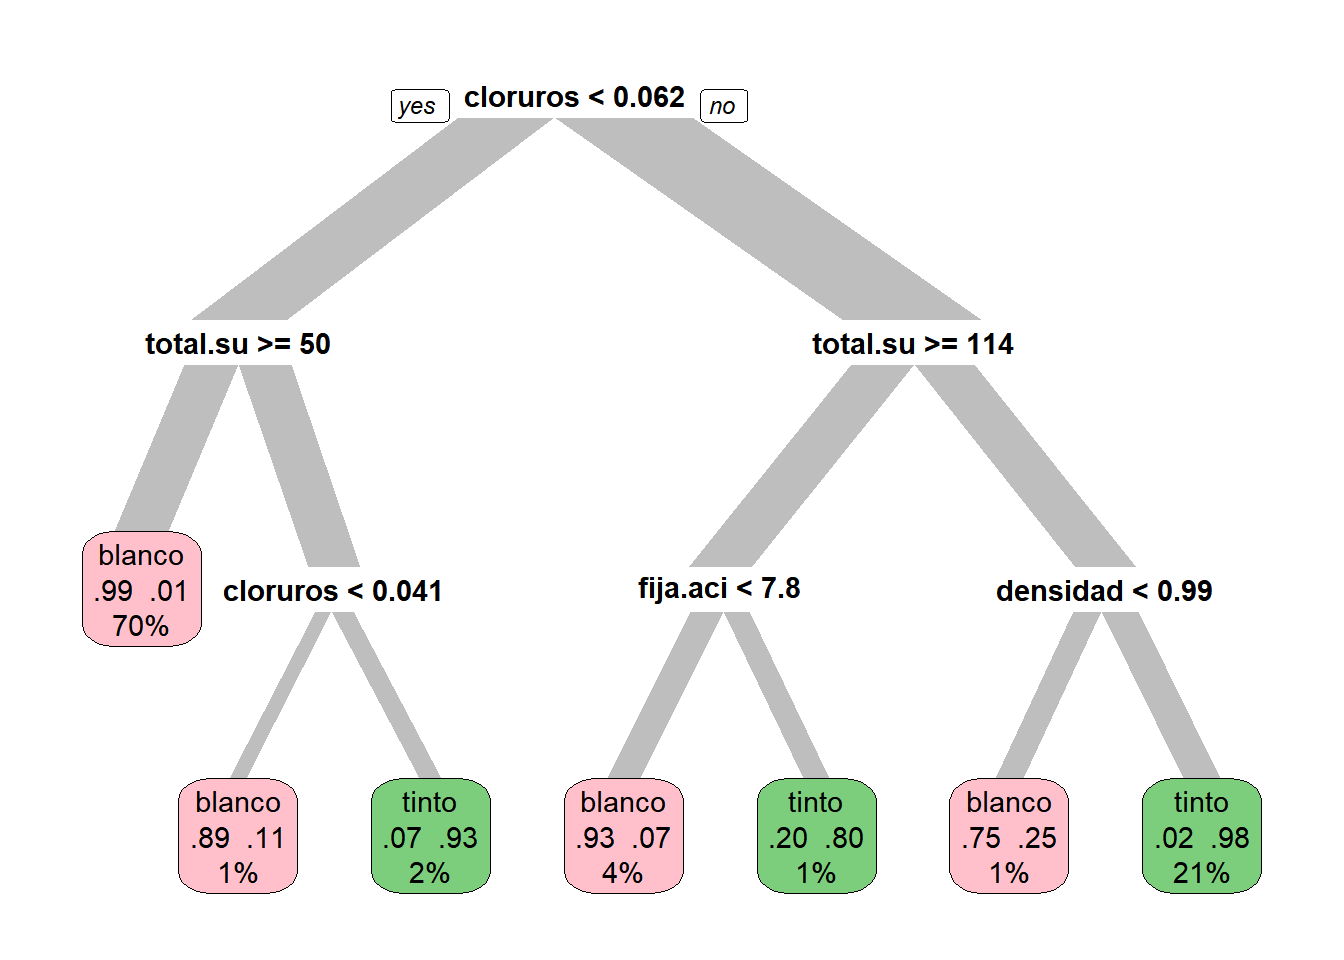 yes cloruros < 0.062 no
total.su >= 50
total.su >= 114
blanco
.99 .01
70%
cloruros < 0.041
fija.aci < 7.8
densidad < 0.99
blanco
.89 .11
1%
tinto
.07 .93
2%
blanco
.93 .07
4%
tinto
.20 .80
1%
blanco
.75 .25
1%
tinto
.02 .98
21%